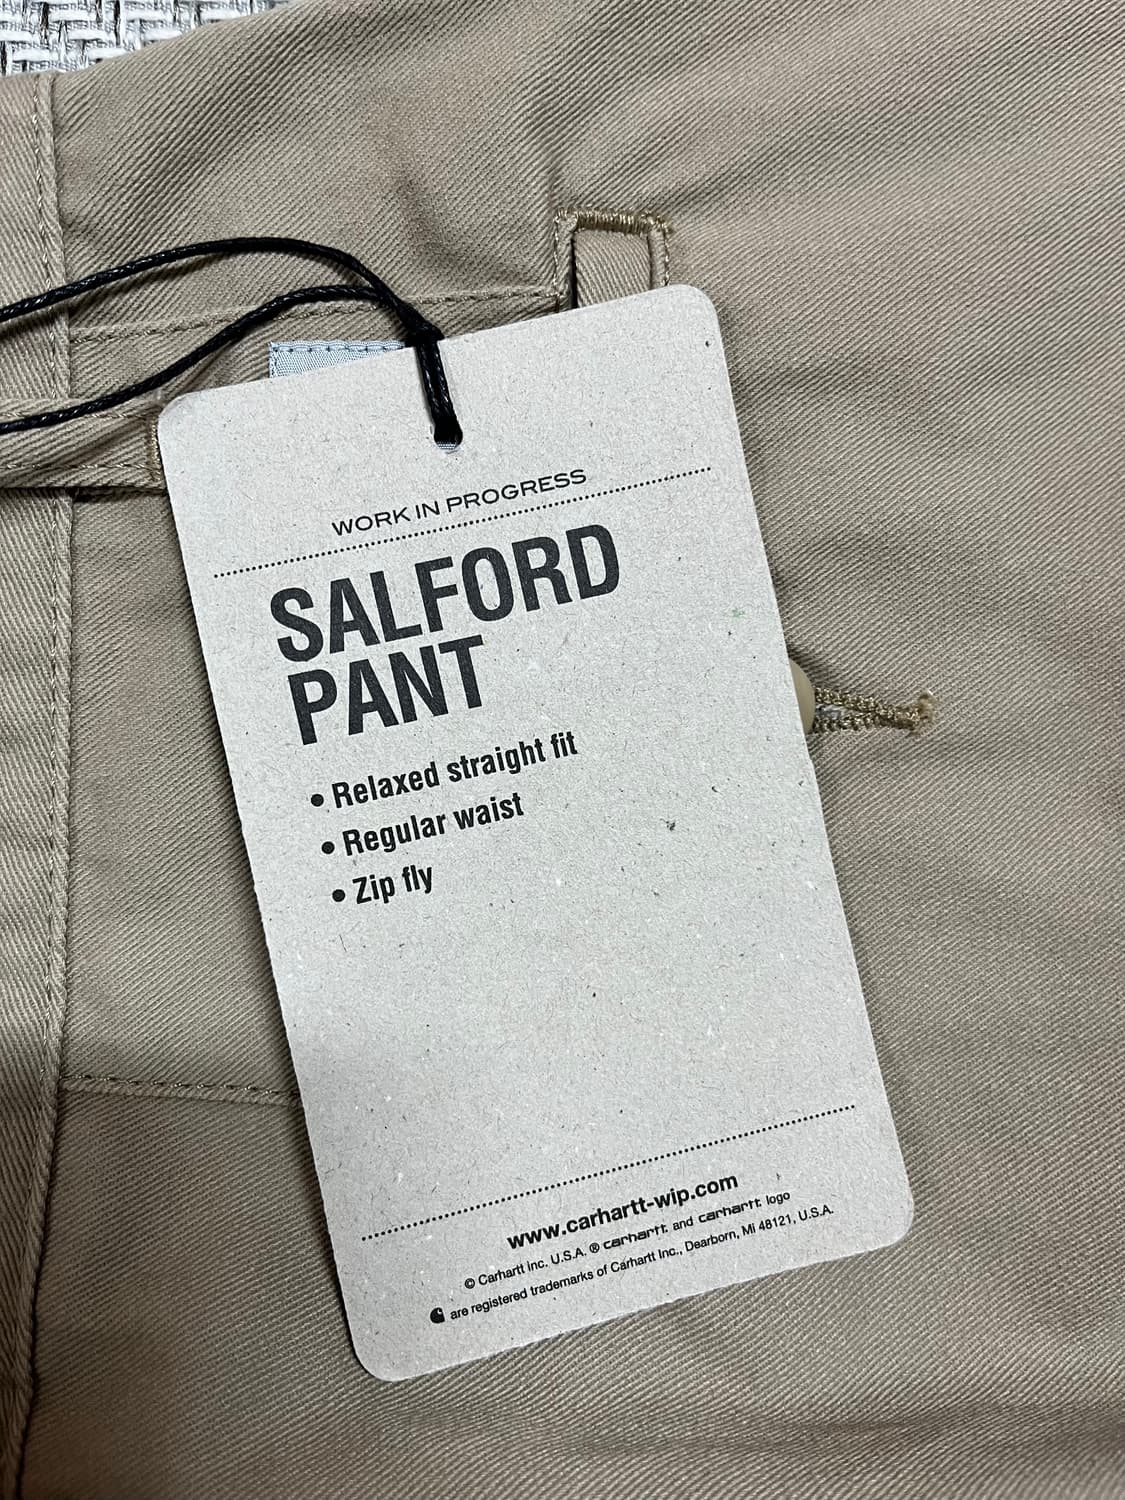 WORK IN PROGRESS
SALFORD
PANT
• Relaxed straight fit
• Regular waist
• Zip fly
www.carhartt-wip.com
© Carhartt Inc. U.S.A. ® carhartt and carhartt logo
are registered trademarks of Carhartt Inc., Dearborn, Mi 48121, U.S.A.